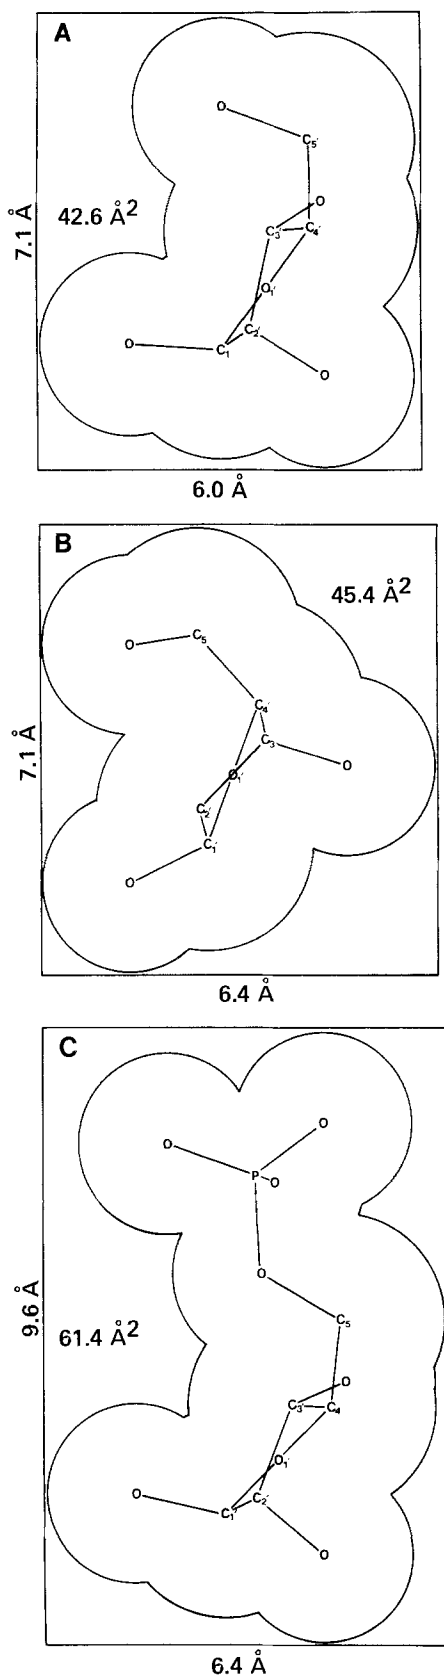 A
O
C5'
O
C3' C4'
7.1 Å
42.6 Å2
O1'
C2'
O
C1
O
6.0 Å
B
45.4 Å2
O
C5
C4'
C3
7.1 Å
O
O1'
C2'
C1'
O
6.4 Å
C
O
O
P O
O
9.6 Å
61.4 Å2
C5
O
C3' C4
O1'
O
C2'
C1'
O
6.4 Å